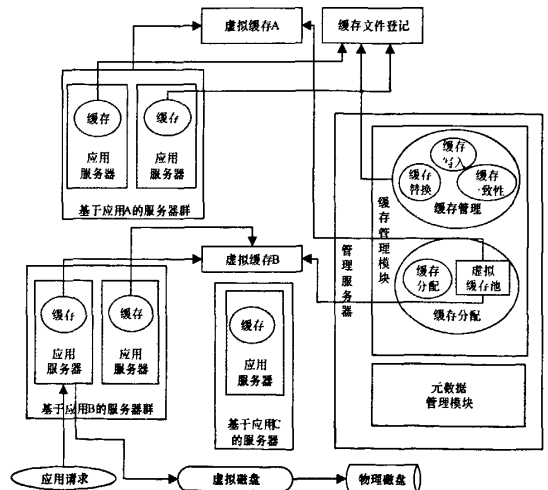 虚拟缓存A
缓存文件登记
缓存
缓存
应用
服务器
应用
服务器
基于应用A的服务器群
缓存
写入
缓存
替换
缓存
一致性
缓存管理
缓存管理模块
管理服务器
缓存
分配
虚拟
缓存池
缓存分配
元数据
管理模块
虚拟缓存B
缓存
缓存
应用
服务器
应用
服务器
基于应用B的服务器群
缓存
应用
服务器
基于应用C
的服务器
应用请求
虚拟磁盘
物理磁盘